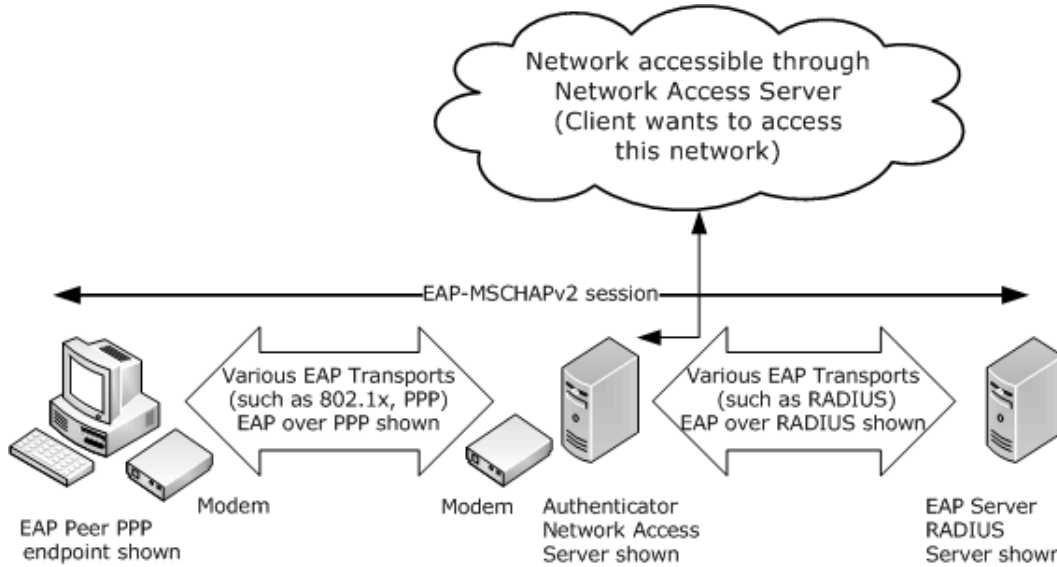 Network accessible through
Network Access Server
(Client wants to access
this network)
EAP-MSCHAPv2 session
Various EAP Transports
(such as 802.1x, PPP)
EAP over PPP shown
Various EAP Transports
(such as RADIUS)
EAP over RADIUS shown
Modem
EAP Peer PPP
endpoint shown
Modem
Authenticator
Network Access
Server shown
EAP Server
RADIUS
Server shown